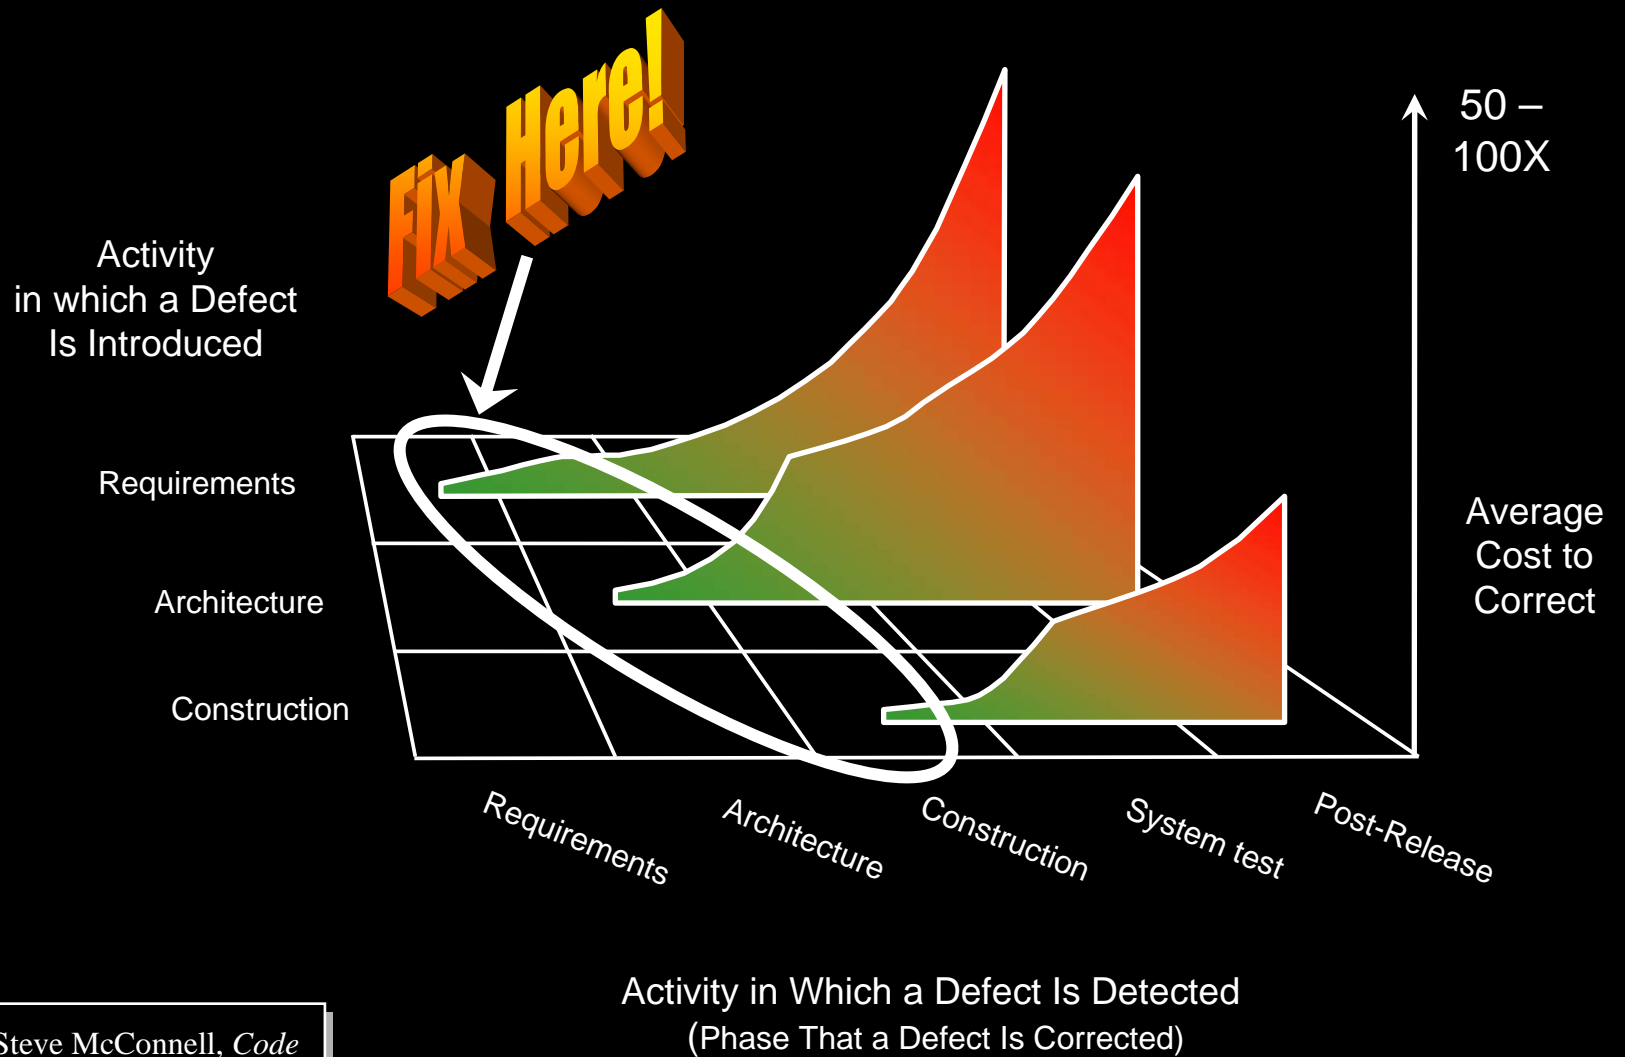 Fix Here!
50 –
100X
Activity
in which a Defect
Is Introduced
Requirements
Architecture
Construction
Average
Cost to
Correct
Requirements
Architecture
Construction
System test
Post-Release
Activity in Which a Defect Is Detected
(Phase That a Defect Is Corrected)
Steve McConnell, Code